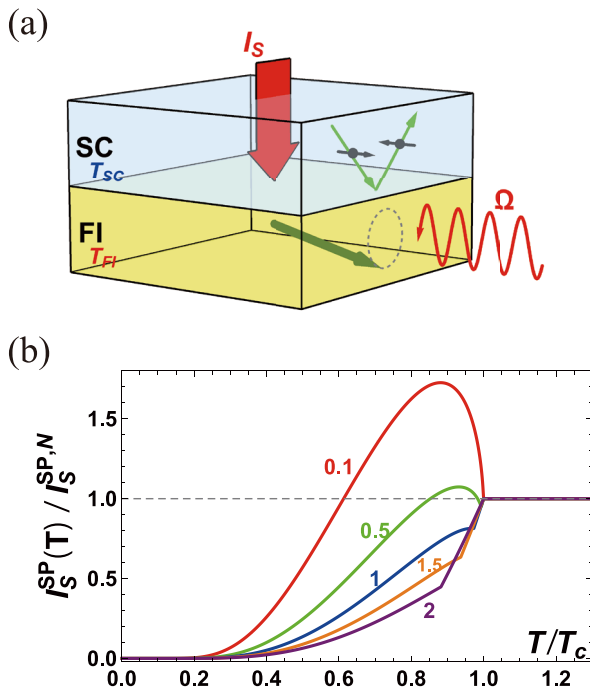 (a)
I_S
SC
T_SC
FI
T_FI
Ω
(b)
I_S^SP(T) / I_S^SP,N
1.5
1.0
0.5
0.0
0.1
0.5
1
1.5
2
T/T_c
0.0 0.2 0.4 0.6 0.8 1.0 1.2